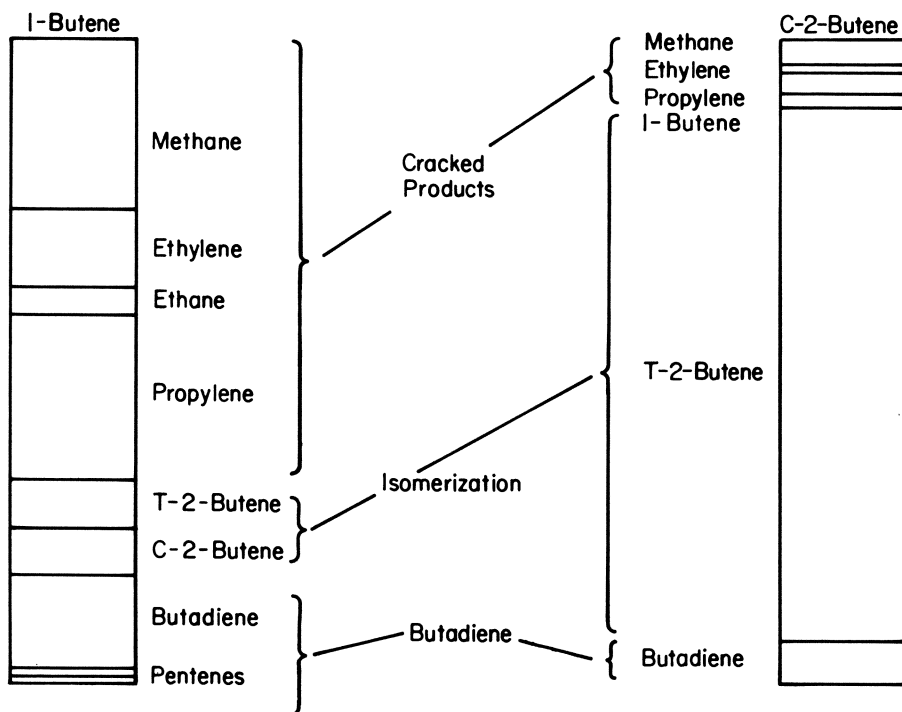 1-Butene
Methane
Ethylene
Ethane
Propylene
T-2-Butene
C-2-Butene
Butadiene
Pentenes
Cracked
Products
Isomerization
Butadiene
C-2-Butene
Methane
Ethylene
Propylene
1-Butene
T-2-Butene
Butadiene